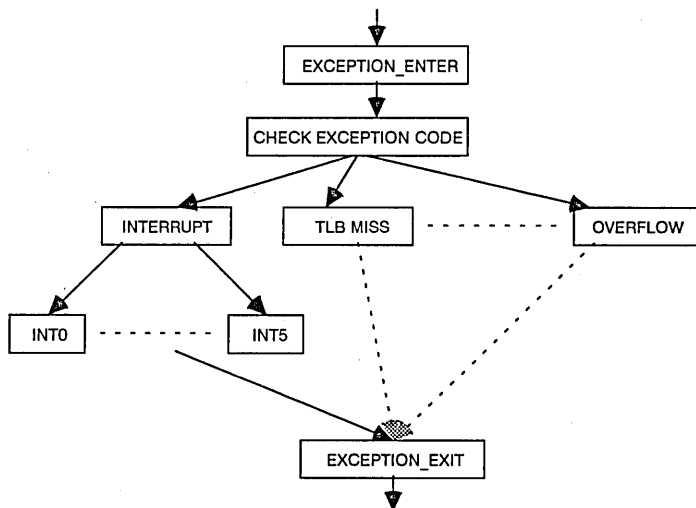 EXCEPTION_ENTER
CHECK EXCEPTION CODE
INTERRUPT
TLB MISS
OVERFLOW
INT0
INT5
EXCEPTION_EXIT